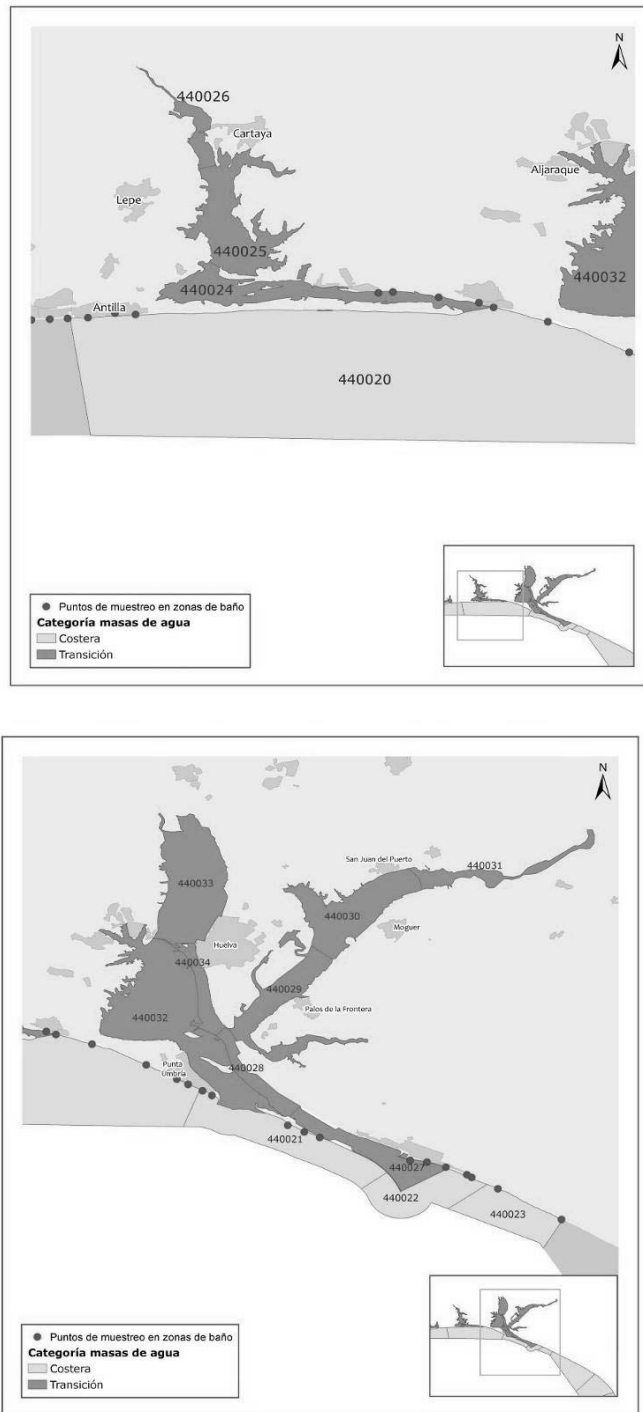 N
440026
Cartaya
Aljaraque
Lepe
440025
440032
440024
Antilla
440020
Puntos de muestreo en zonas de baño
Categoría masas de agua
Costera
Transición
N
San Juan del Puerto
440031
440033
440030
Moguer
Huelva
440034
440029
Palos de la Frontera
440032
440028
Punta
Umbría
440021
440027
440022
440023
Puntos de muestreo en zonas de baño
Categoría masas de agua
Costera
Transición